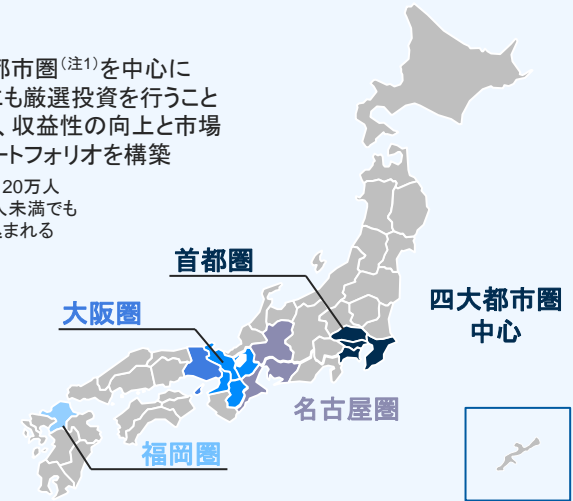 都市圏(注1)を中心に
も厳選投資を行うこと
、収益性の向上と市場
ートフォリオを構築
20万人
人未満でも
まれる
首都圏
四大都市圏
中心
大阪圏
名古屋圏
福岡圏